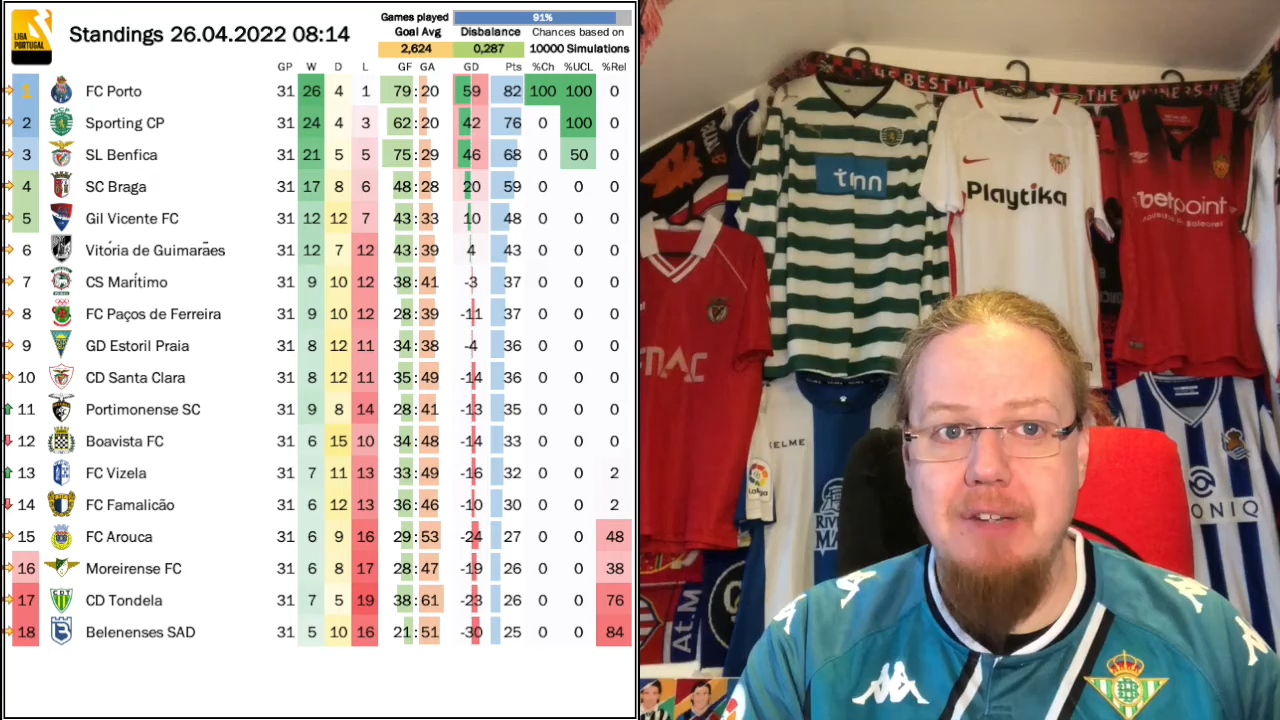 LIGA
PORTUGAL
Standings 26.04.2022 08:14
Games played 91%
Goal Avg Disbalance Chances based on
2,624 0,287 10000 Simulations
GP W D L GF GA GD Pts %Ch %UCL %Rel
1 FC Porto 31 26 4 1 79 : 20 59 82 100 100 0
2 Sporting CP 31 24 4 3 62 : 20 42 76 0 100 0
3 SL Benfica 31 21 5 5 75 : 29 46 68 0 50 0
4 SC Braga 31 17 8 6 48 : 28 20 59 0 0 0
5 Gil Vicente FC 31 12 12 7 43 : 33 10 48 0 0 0
6 Vitória de Guimarães 31 12 7 12 43 : 39 4 43 0 0 0
7 CS Marítimo 31 9 10 12 38 : 41 -3 37 0 0 0
8 FC Paços de Ferreira 31 9 10 12 28 : 39 -11 37 0 0 0
9 GD Estoril Praia 31 8 12 11 34 : 38 -4 36 0 0 0
10 CD Santa Clara 31 8 12 11 35 : 49 -14 36 0 0 0
11 Portimonense SC 31 9 8 14 28 : 41 -13 35 0 0 0
12 Boavista FC 31 6 15 10 34 : 48 -14 33 0 0 0
13 FC Vizela 31 7 11 13 33 : 49 -16 32 0 0 2
14 FC Famalicão 31 6 12 13 36 : 46 -10 30 0 0 2
15 FC Arouca 31 6 9 16 29 : 53 -24 27 0 0 48
16 Moreirense FC 31 6 8 17 28 : 47 -19 26 0 0 38
17 CD Tondela 31 7 5 19 38 : 61 -23 26 0 0 76
18 Belenenses SAD 31 5 10 16 21 : 51 -30 25 0 0 84
THE BEST
THE WINNERS
tmn
Playtika
betpoint
KELME
LaLiga
At.M
Kappa